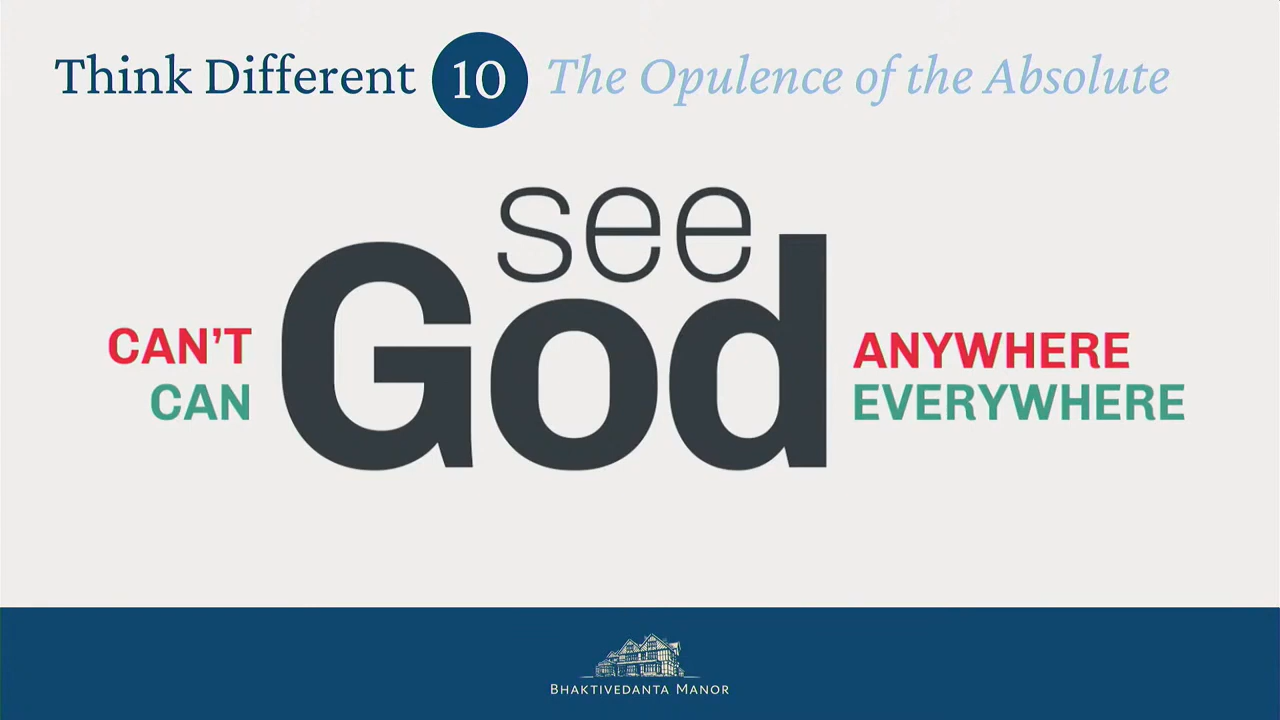 Think Different 10 The Opulence of the Absolute
see
God
CAN'T
CAN
ANYWHERE
EVERYWHERE
BHAKTIVEDANTA MANOR